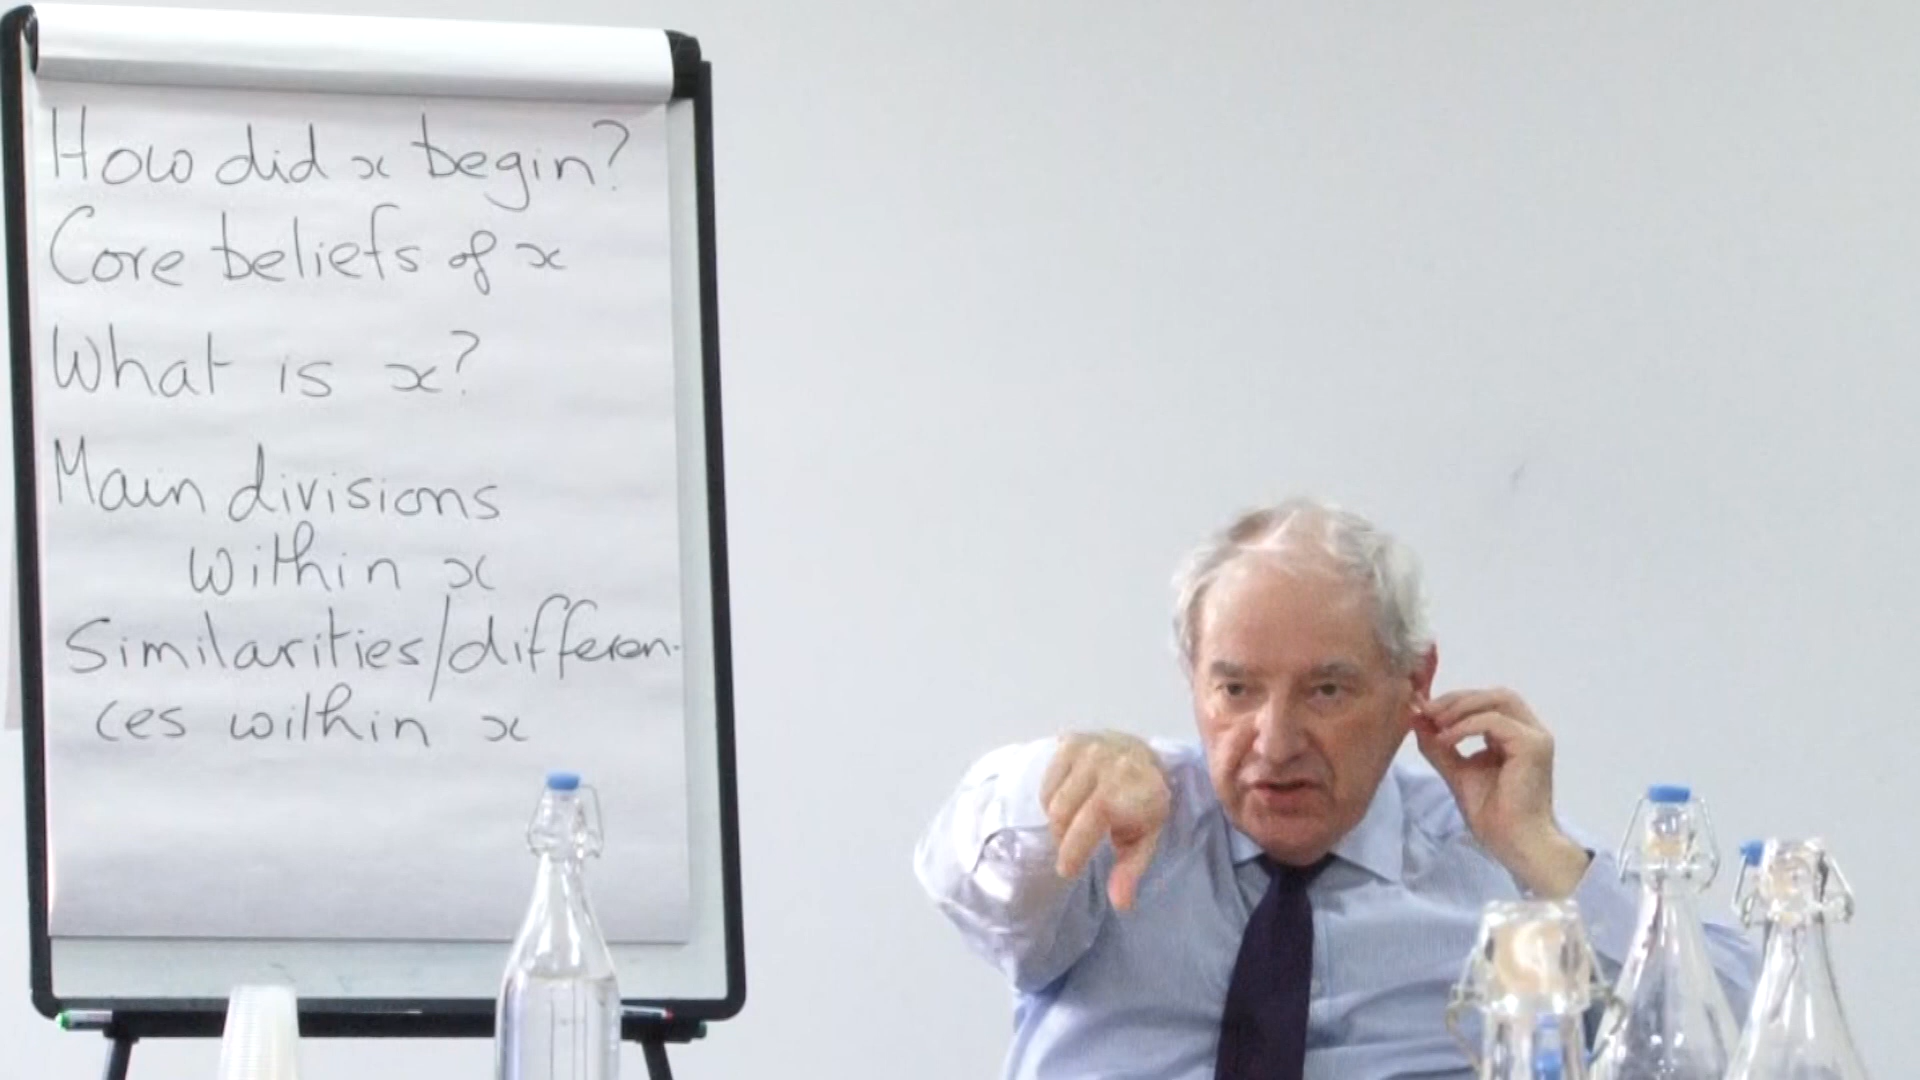 How did x begin?
Core beliefs of x
What is x?
Main divisions
within x
Similarities/differen-
ces within x